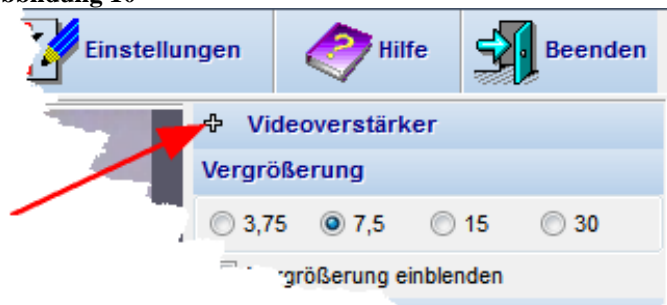 Einstellungen Hilfe Beenden
Videoverstärker
Vergrößerung
3,75 7,5 15 30
einblenden